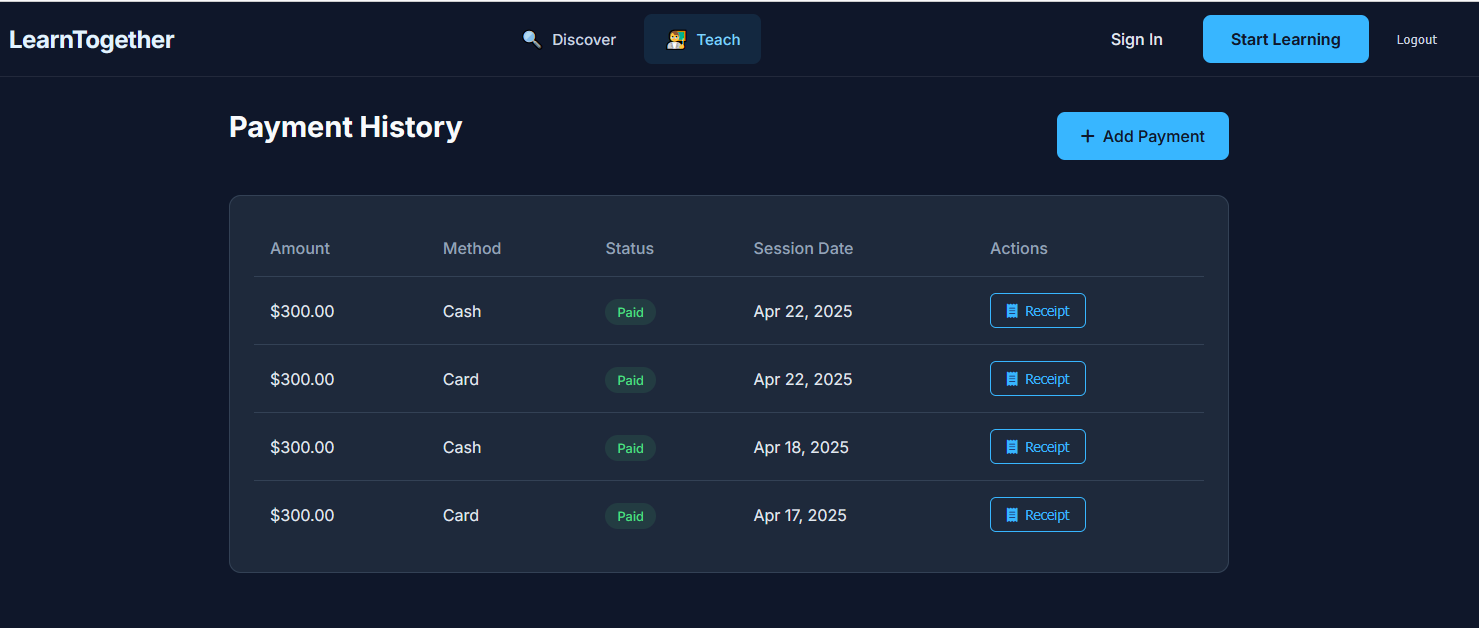 LearnTogether Discover Teach Sign In Start Learning Logout
Payment History
+ Add Payment
Amount Method Status Session Date Actions
$300.00 Cash Paid Apr 22, 2025 Receipt
$300.00 Card Paid Apr 22, 2025 Receipt
$300.00 Cash Paid Apr 18, 2025 Receipt
$300.00 Card Paid Apr 17, 2025 Receipt